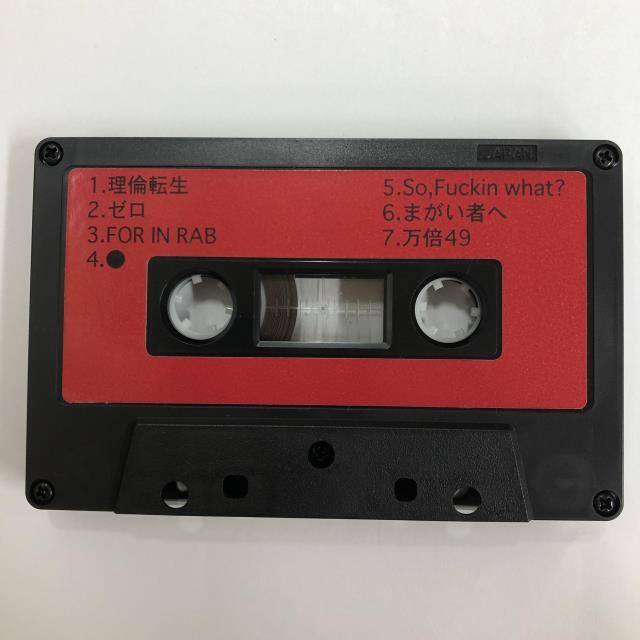 JAPAN
1.理倫転生
2.ゼロ
3.FOR IN RAB
4.●
5.So,Fuckin what?
6.まがい者へ
7.万倍49